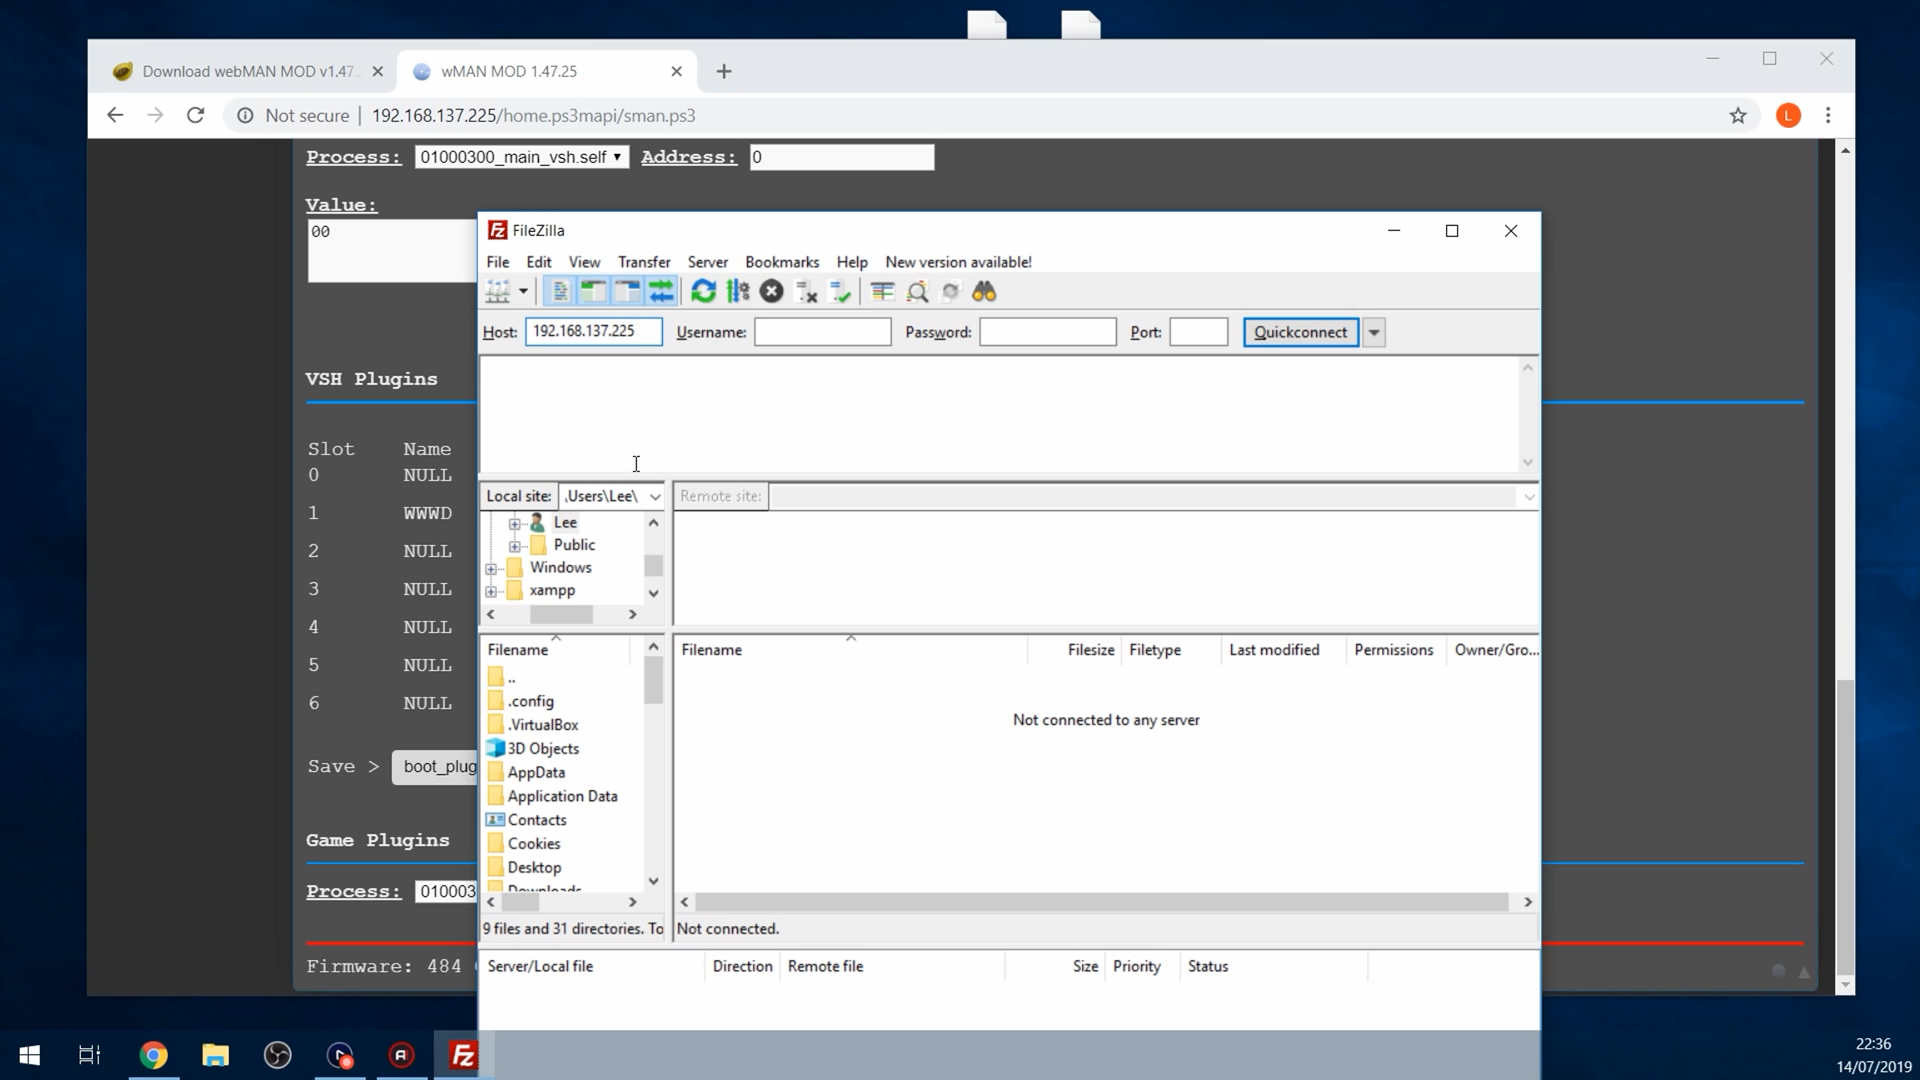 Download webMAN MOD v1.47.
wMAN MOD 1.47.25
Not secure | 192.168.137.225/home.ps3mapi/sman.ps3
L
Process: 01000300_main_vsh.self Address: 0
Value:
00
FileZilla
File Edit View Transfer Server Bookmarks Help New version available!
Host: 192.168.137.225 Username: Password: Port: Quickconnect
VSH Plugins
Slot Name
0 NULL
1 WWWD
2 NULL
3 NULL
4 NULL
5 NULL
6 NULL
Save > boot_plug
Game Plugins
Process: 010003
Firmware: 484
Local site: \Users\Lee\ Remote site:
Lee
Public
Windows
xampp
Filename
..
.config
.VirtualBox
3D Objects
AppData
Application Data
Contacts
Cookies
Desktop
Downloads
9 files and 31 directories. To
Filename Filesize Filetype Last modified Permissions Owner/Gro...
Not connected to any server
Not connected.
Server/Local file Direction Remote file Size Priority Status
22:36
14/07/2019